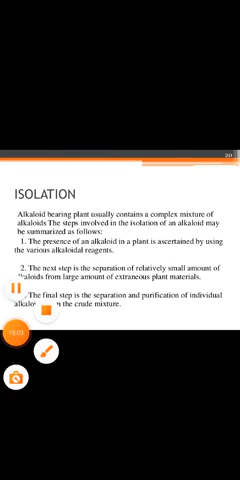 20
ISOLATION
Alkaloid bearing plant usually contains a complex mixture of
alkaloids The steps involved in the isolation of an alkaloid may
be summarized as follows:
1. The presence of an alkaloid in a plant is ascertained by using
the various alkaloidal reagents.
2. The next step is the separation of relatively small amount of
alkaloids from large amount of extraneous plant materials.
The final step is the separation and purification of individual
the crude mixture.